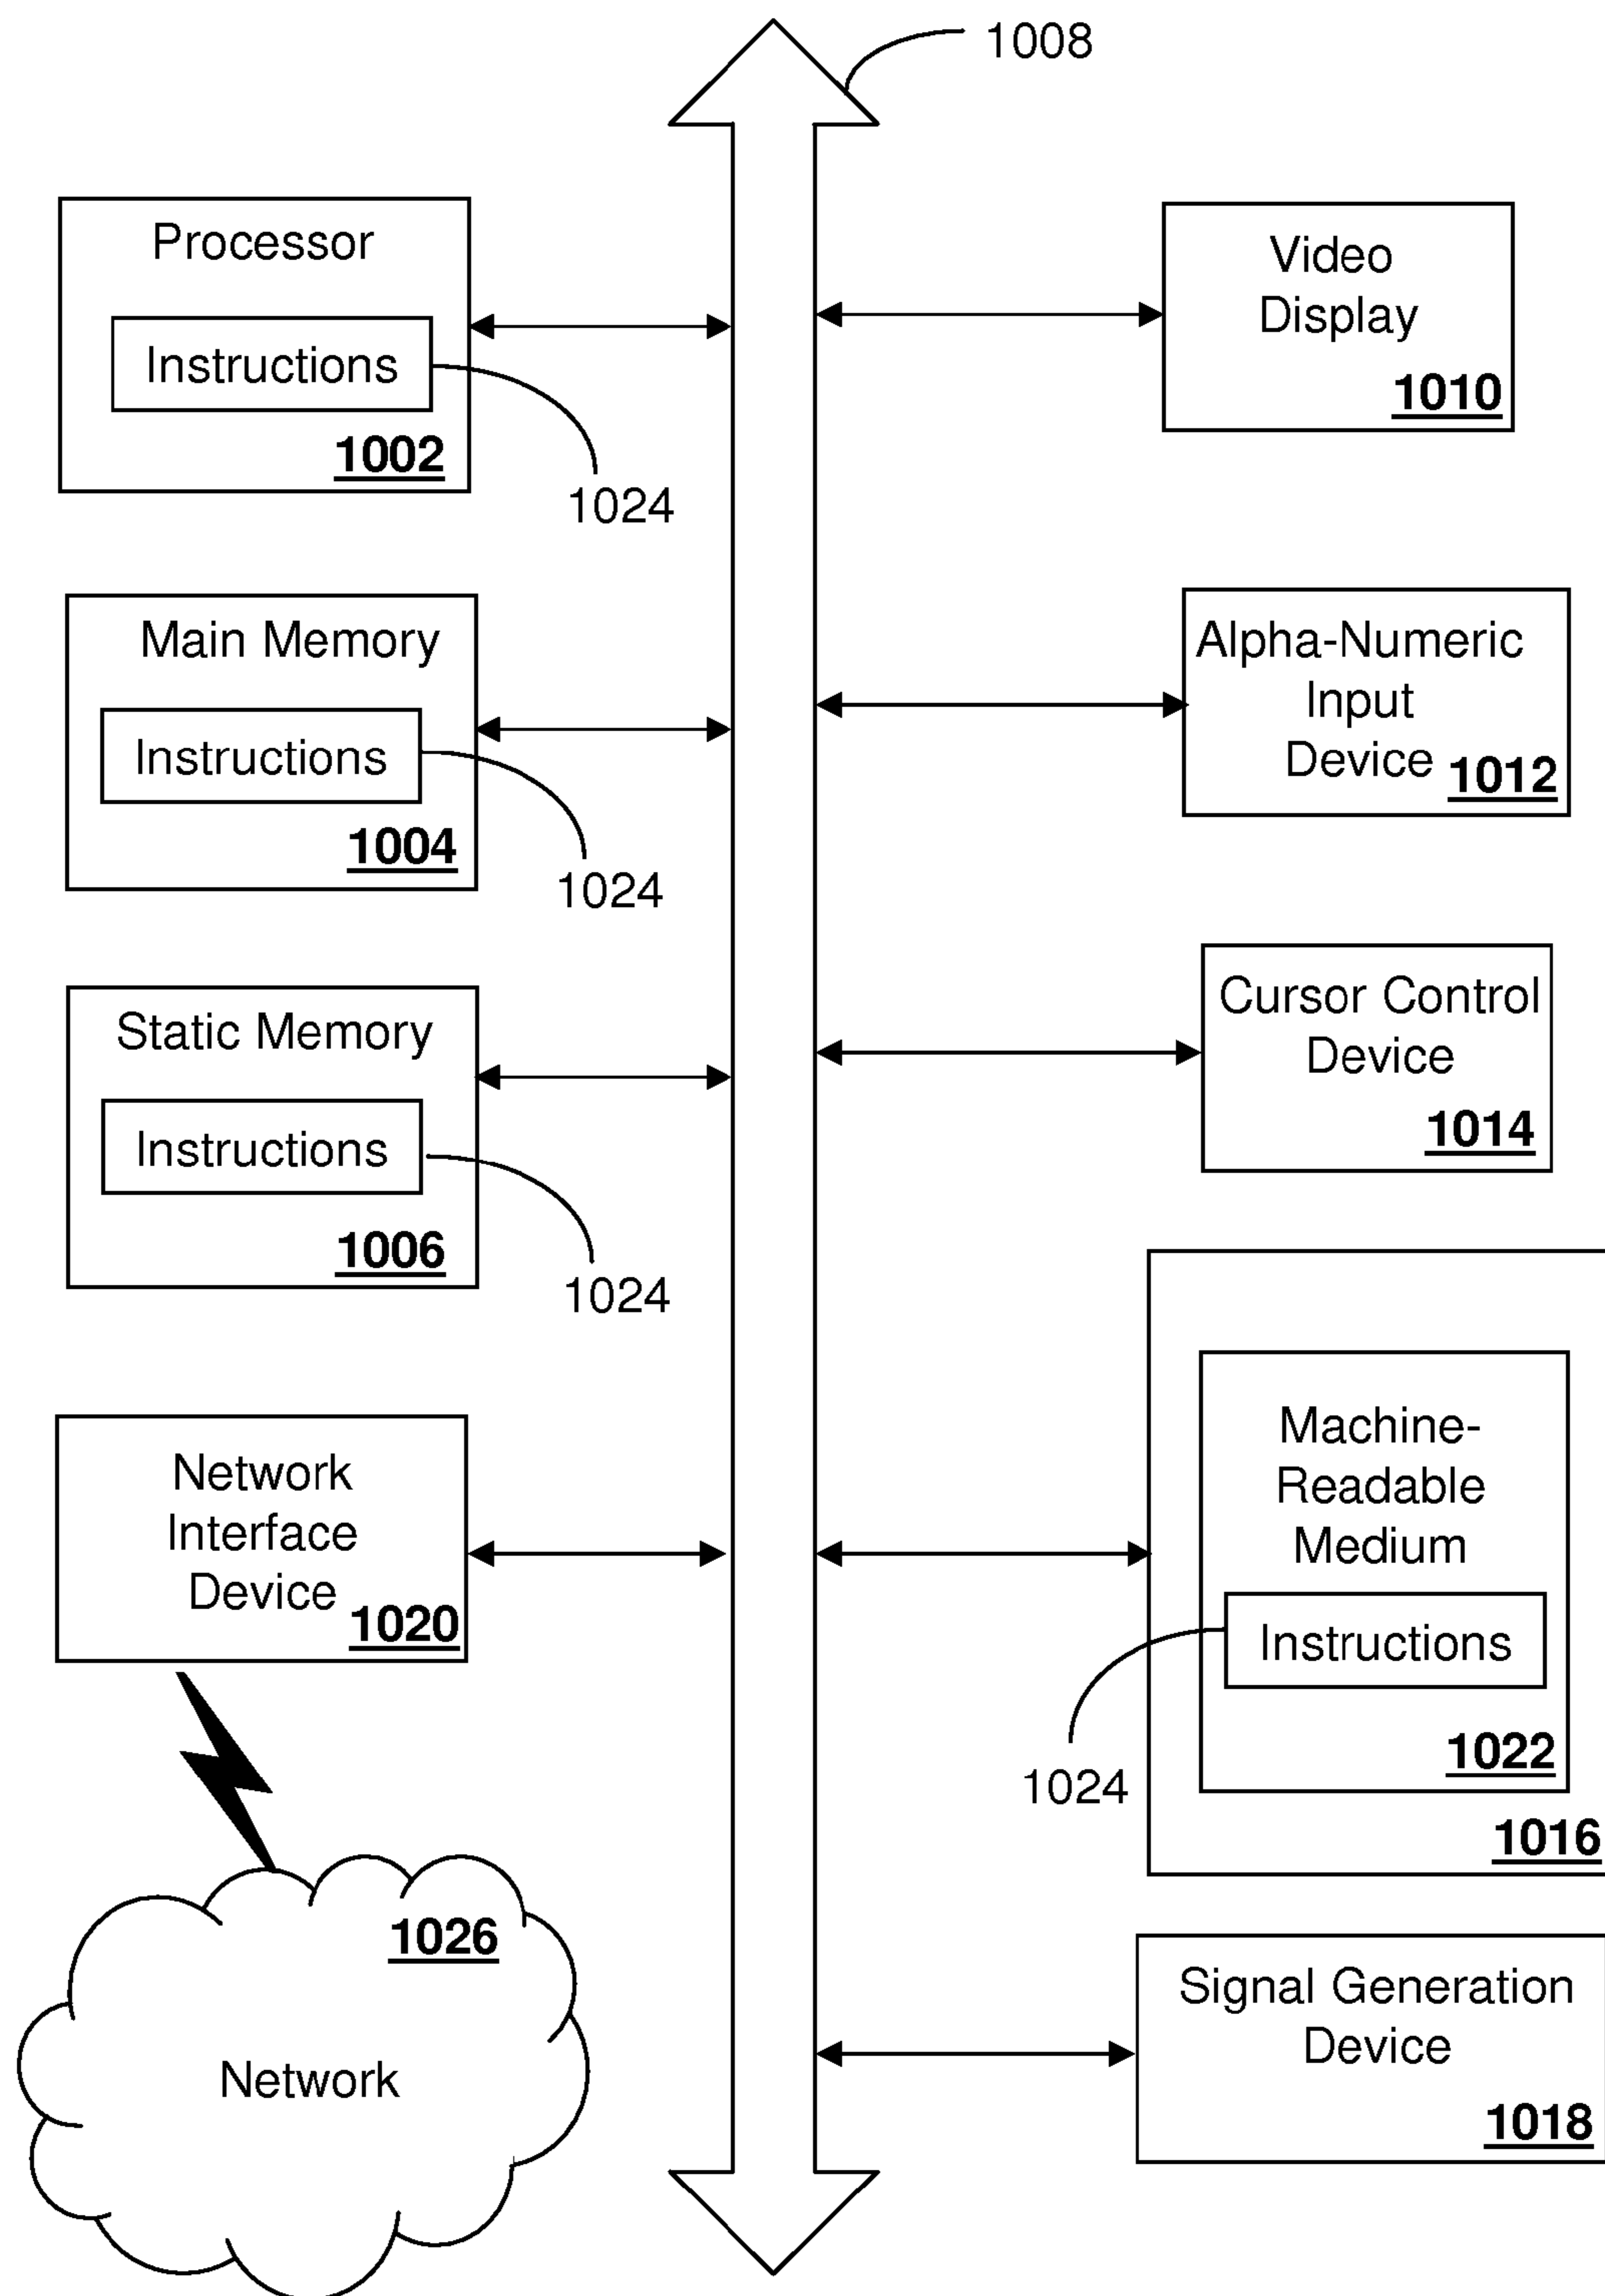 1008
Processor
Instructions
1002
1024
Main Memory
Instructions
1004
1024
Static Memory
Instructions
1006
1024
Network
Interface
Device
1020
1026
Network
Video
Display
1010
Alpha-Numeric
Input
Device 1012
Cursor Control
Device
1014
Machine-
Readable
Medium
Instructions
1022
1024
1016
Signal Generation
Device
1018